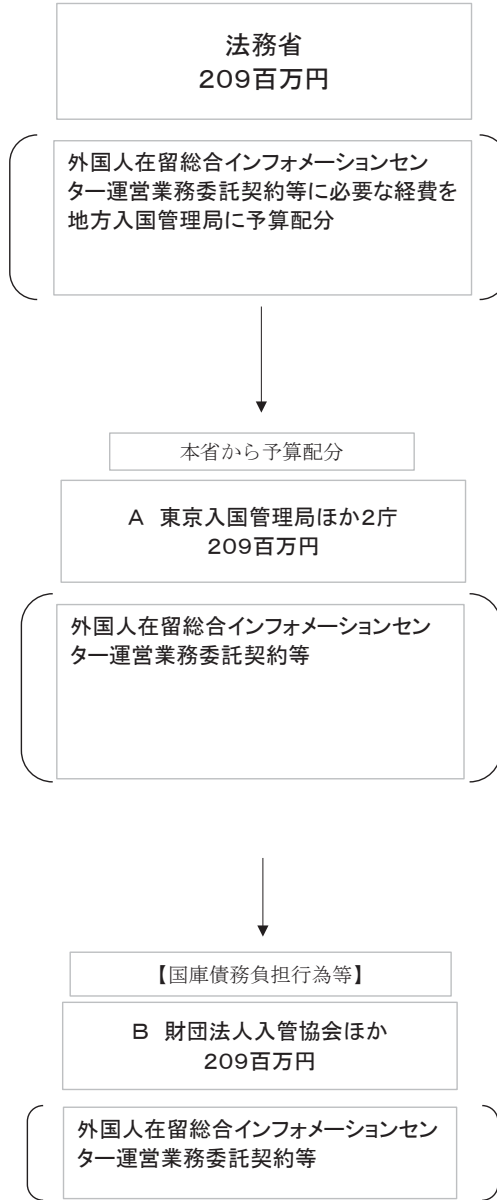 法務省
209百万円
外国人在留総合インフォメーションセン
ター運営業務委託契約等に必要な経費を
地方入国管理局に予算配分
本省から予算配分
A 東京入国管理局ほか2庁
209百万円
外国人在留総合インフォメーションセン
ター運営業務委託契約等
【国庫債務負担行為等】
B 財団法人入管協会ほか
209百万円
外国人在留総合インフォメーションセン
ター運営業務委託契約等